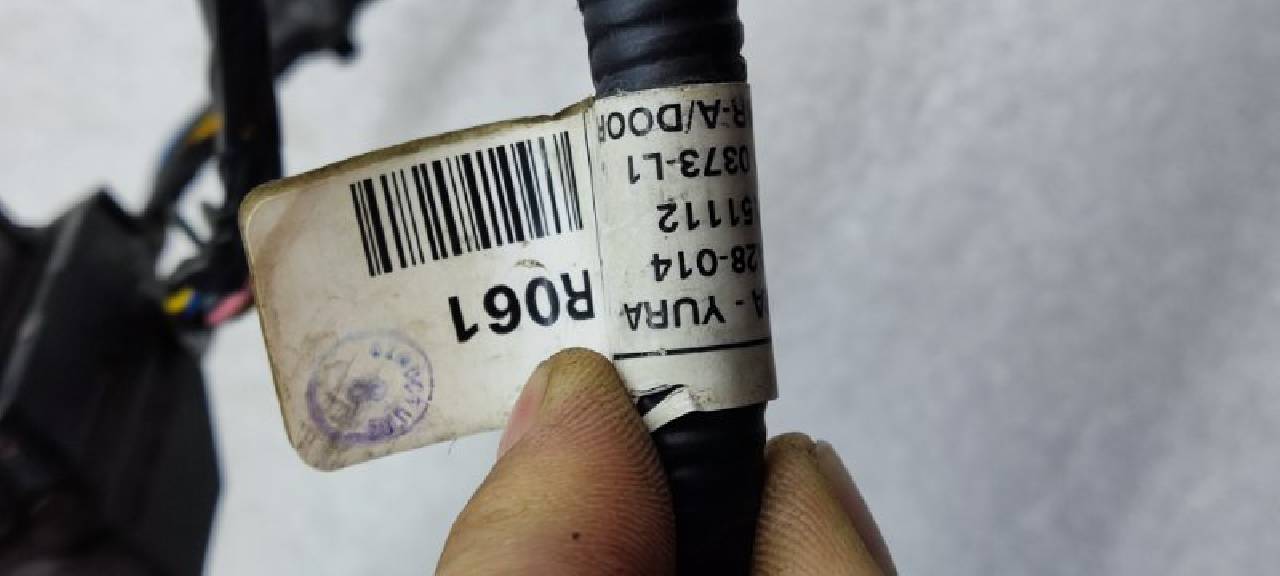 A - YURA
28-014
51112
0373-L1
R-A/DOOR
R061